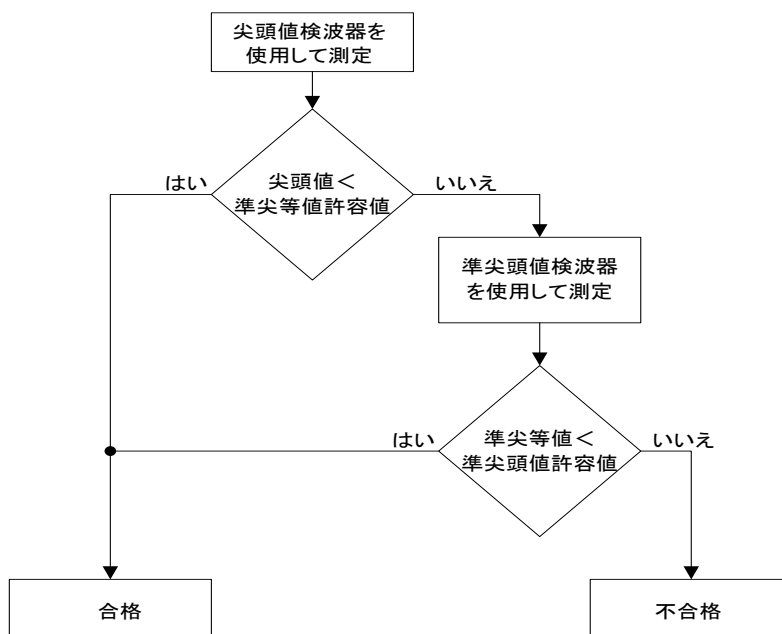 尖頭値検波器を
使用して測定
はい
尖頭値＜
準尖等値許容値
いいえ
準尖頭値検波器
を使用して測定
はい
準尖等値＜
準尖頭値許容値
いいえ
合格
不合格